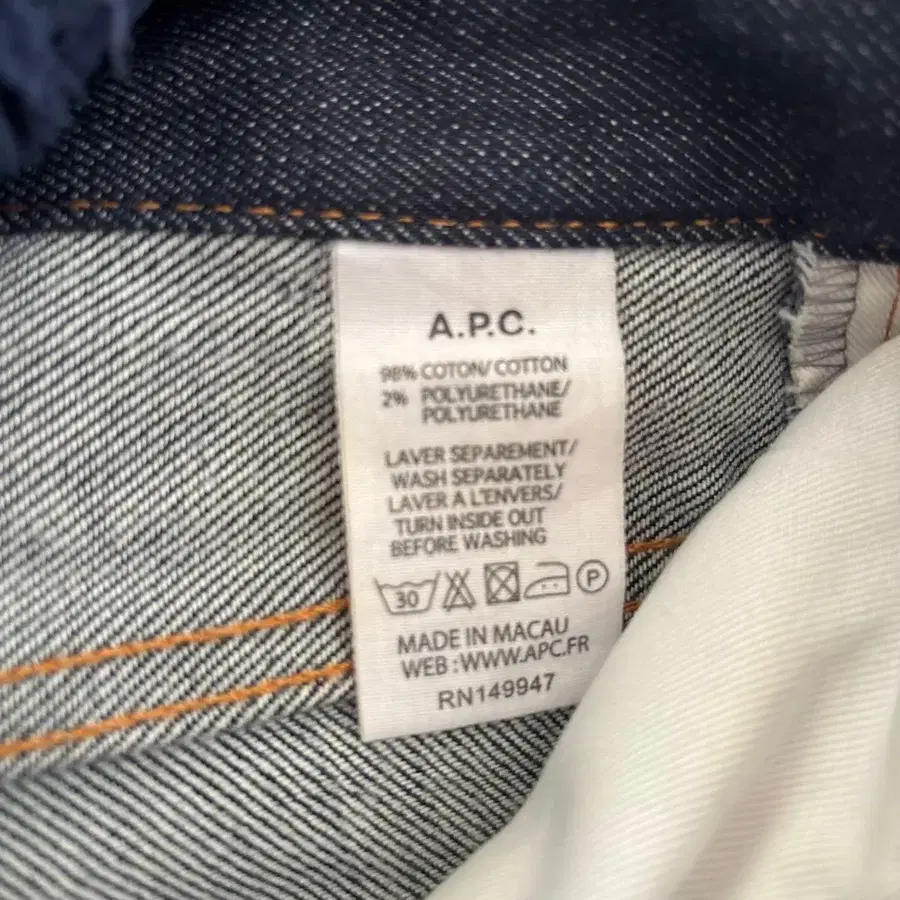 A.P.C.
98% COTON/COTTON
2% POLYURETHANE/
POLYURETHANE
LAVER SEPAREMENT/
WASH SEPARATELY
LAVER A L'ENVERS/
TURN INSIDE OUT
BEFORE WASHING
30 P
MADE IN MACAU
WEB :WWW.APC.FR
RN149947